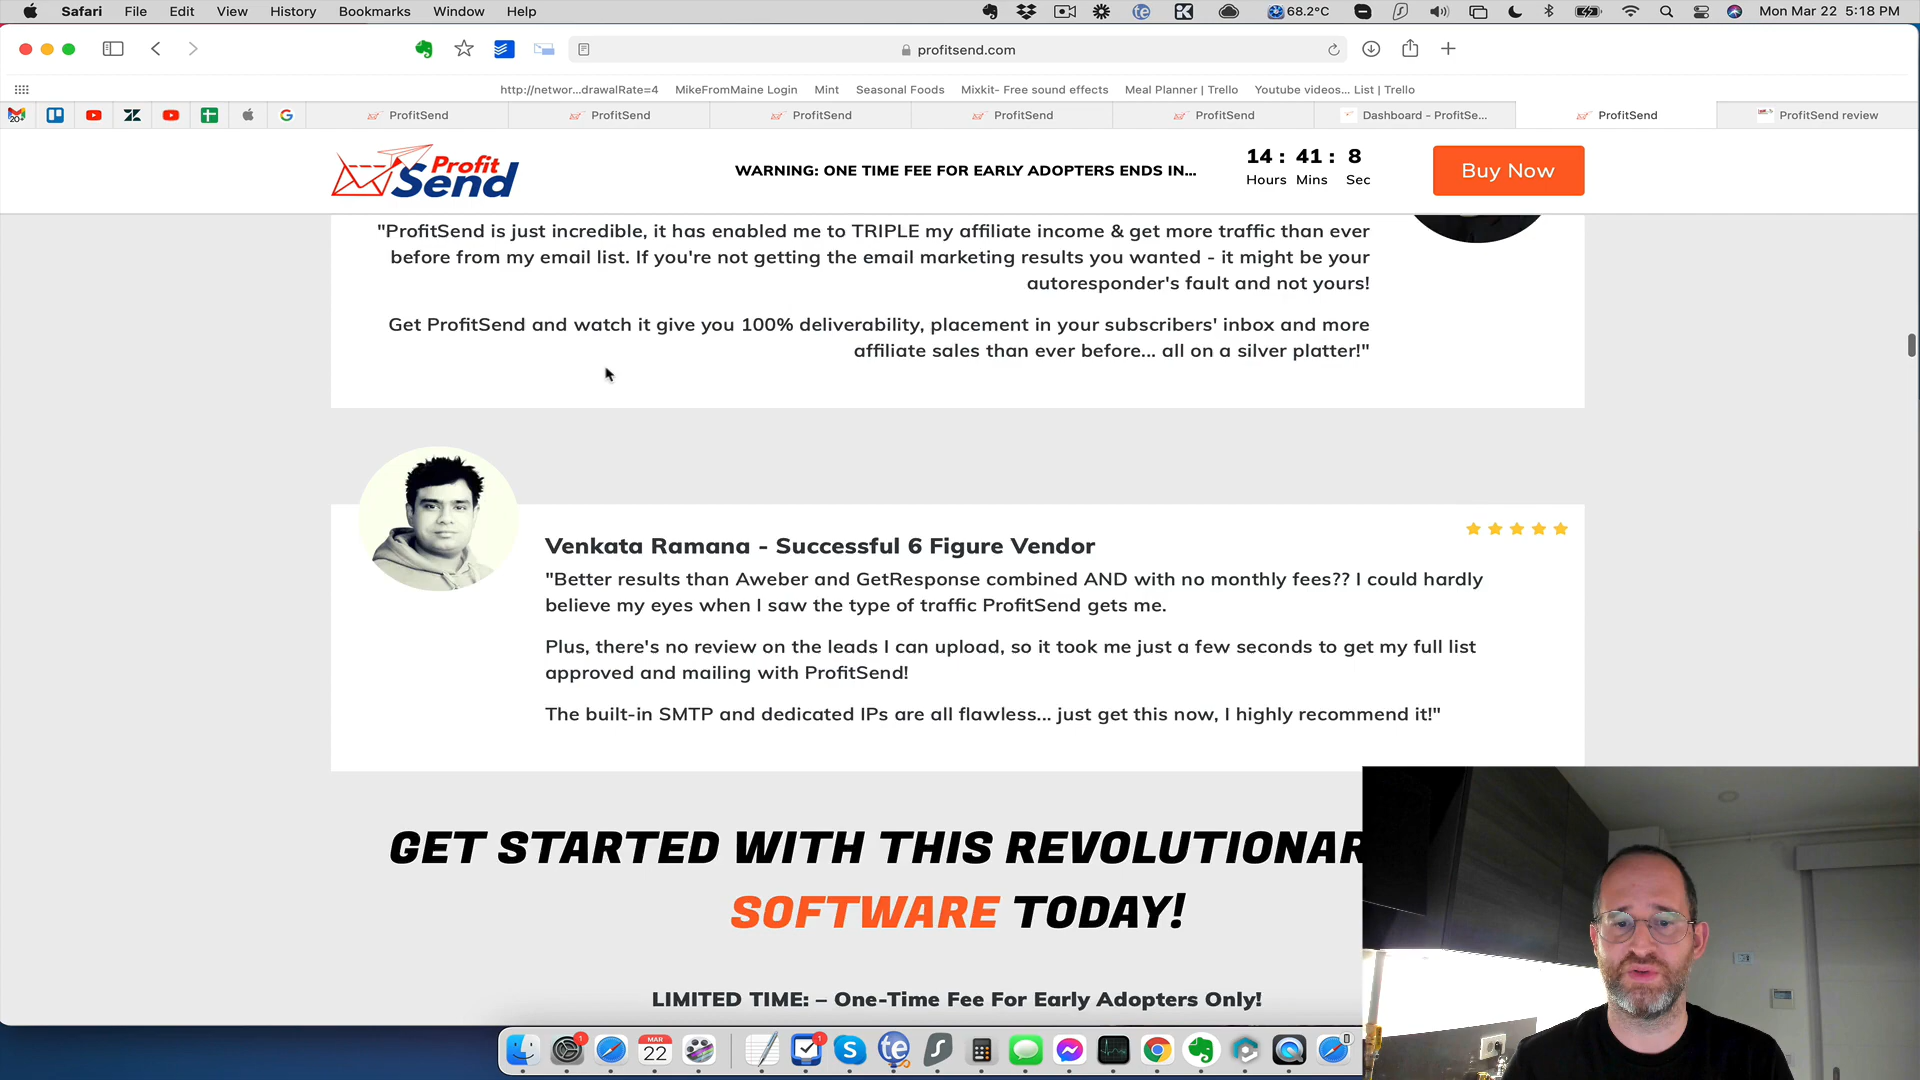 Safari File Edit View History Bookmarks Window Help 68.2°C Mon Mar 22 5:18 PM
profitsend.com
http://networ...drawalRate=4 MikeFromMaine Login Mint Seasonal Foods Mixkit- Free sound effects Meal Planner | Trello Youtube videos... List | Trello
20+ ProfitSend ProfitSend ProfitSend ProfitSend ProfitSend Dashboard - ProfitSe... ProfitSend ProfitSend review
Profit
Send
WARNING: ONE TIME FEE FOR EARLY ADOPTERS ENDS IN...
14 : 41 : 8
Hours Mins Sec
Buy Now
"ProfitSend is just incredible, it has enabled me to TRIPLE my affiliate income & get more traffic than ever
before from my email list. If you're not getting the email marketing results you wanted - it might be your
autoresponder's fault and not yours!
Get ProfitSend and watch it give you 100% deliverability, placement in your subscribers' inbox and more
affiliate sales than ever before... all on a silver platter!"
Venkata Ramana - Successful 6 Figure Vendor
"Better results than Aweber and GetResponse combined AND with no monthly fees?? I could hardly
believe my eyes when I saw the type of traffic ProfitSend gets me.
Plus, there's no review on the leads I can upload, so it took me just a few seconds to get my full list
approved and mailing with ProfitSend!
The built-in SMTP and dedicated IPs are all flawless... just get this now, I highly recommend it!"
GET STARTED WITH THIS REVOLUTIONAR
SOFTWARE TODAY!
LIMITED TIME: – One-Time Fee For Early Adopters Only!
1 MAR 22 1 te